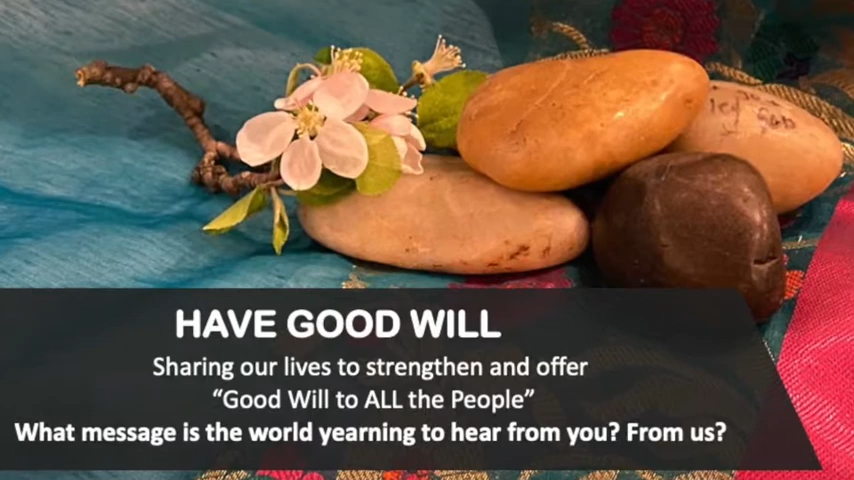 HAVE GOOD WILL
Sharing our lives to strengthen and offer
“Good Will to ALL the People”
What message is the world yearning to hear from you? From us?